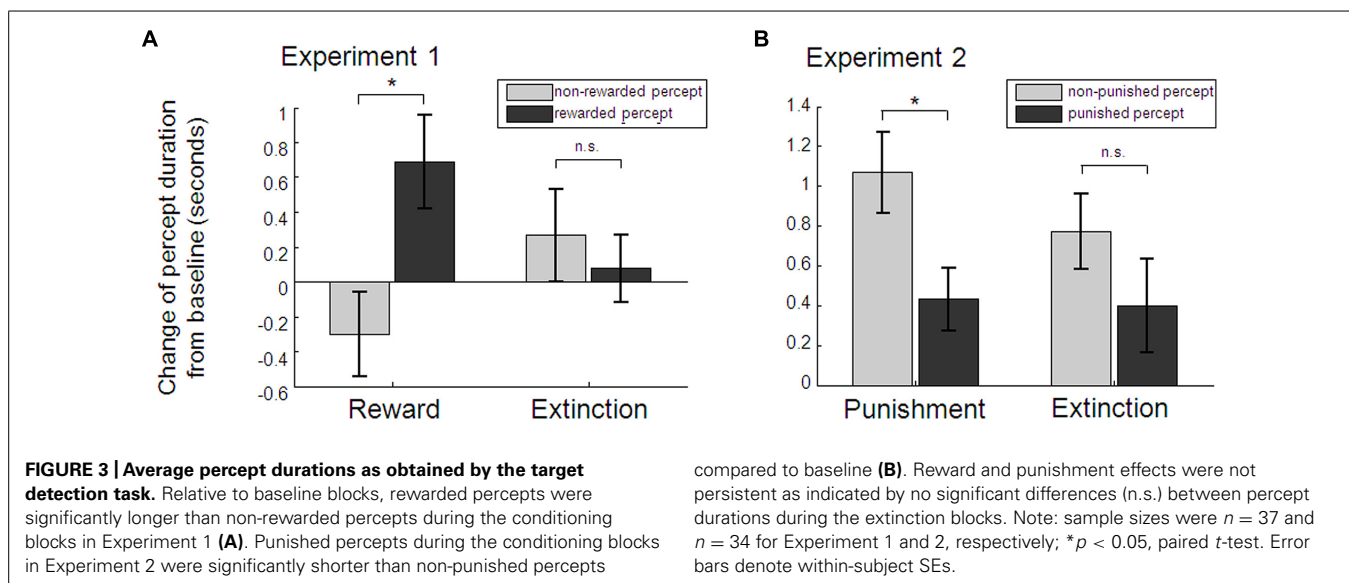 A
Experiment 1
*
non-rewarded percept
rewarded percept
n.s.
Change of percept duration
from baseline (seconds)
1
0.8
0.6
0.4
0.2
0
-0.2
-0.4
-0.6
Reward
Extinction
B
Experiment 2
*
non-punished percept
punished percept
n.s.
1.4
1.2
1
0.8
0.6
0.4
0.2
0
Punishment
Extinction
FIGURE 3 | Average percept durations as obtained by the target
detection task. Relative to baseline blocks, rewarded percepts were
significantly longer than non-rewarded percepts during the conditioning
blocks in Experiment 1 (A). Punished percepts during the conditioning blocks
in Experiment 2 were significantly shorter than non-punished percepts
compared to baseline (B). Reward and punishment effects were not
persistent as indicated by no significant differences (n.s.) between percept
durations during the extinction blocks. Note: sample sizes were n = 37 and
n = 34 for Experiment 1 and 2, respectively; *p < 0.05, paired t-test. Error
bars denote within-subject SEs.